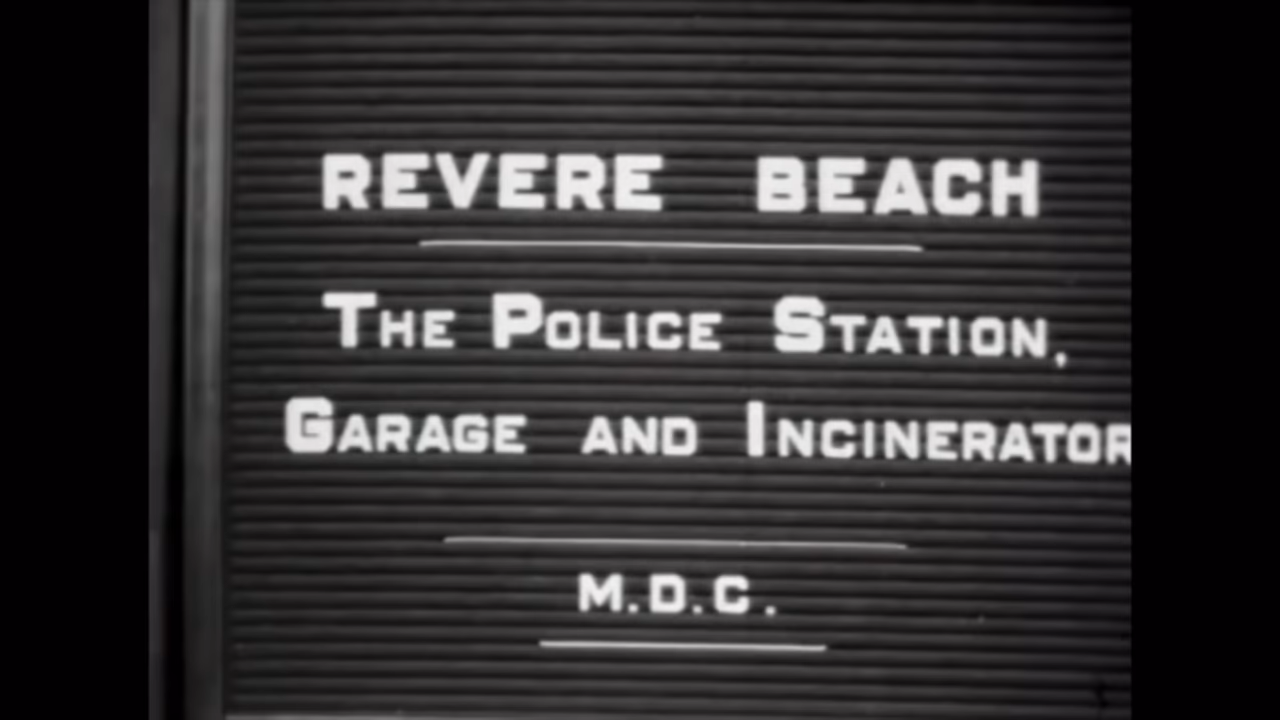 REVERE BEACH
THE POLICE STATION,
GARAGE AND INCINERATOR
M.D.C.